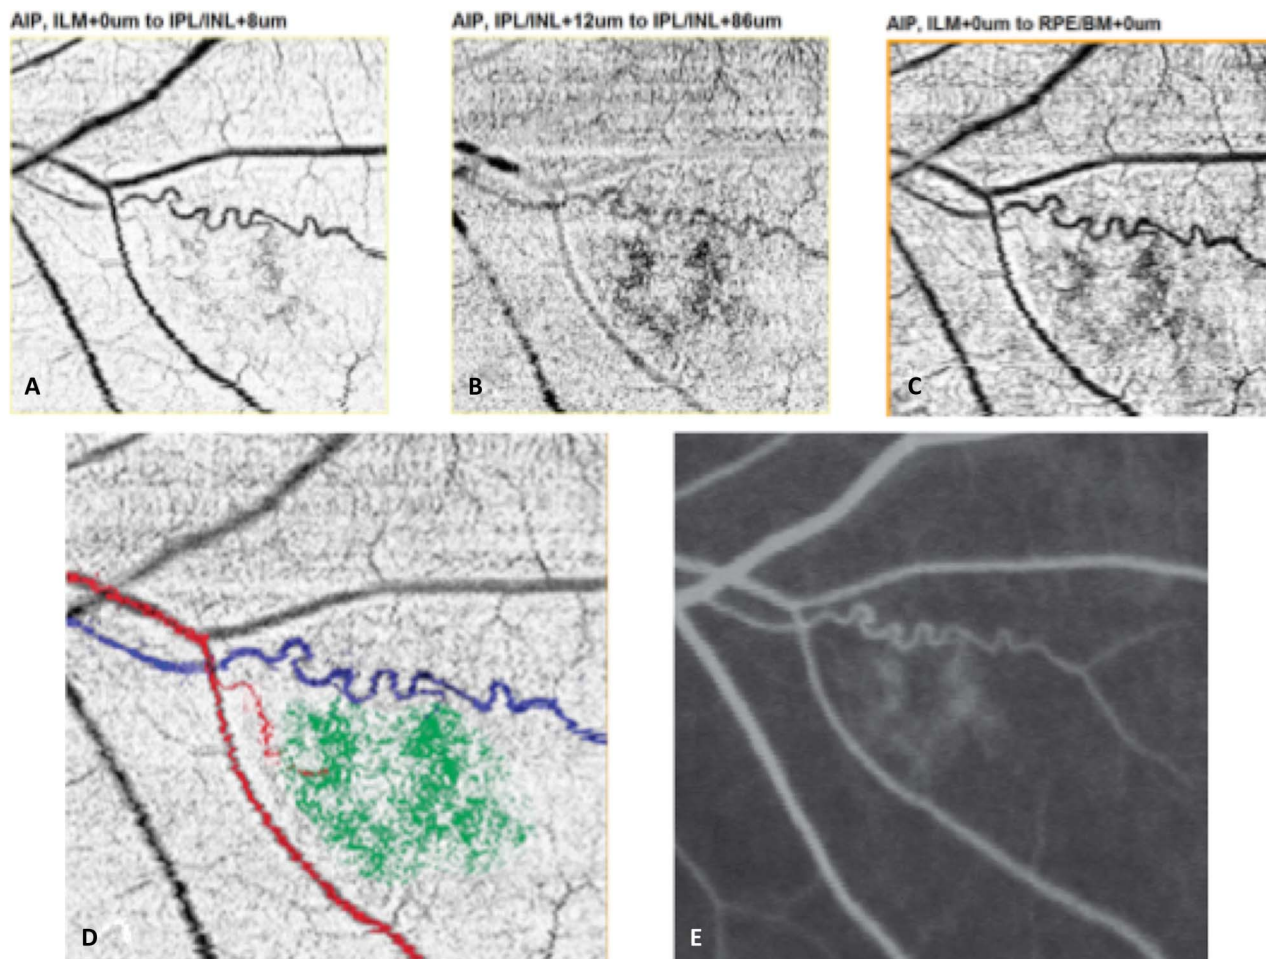 AIP, ILM+0um to IPL/INL+8um
AIP, IPL/INL+12um to IPL/INL+86um
AIP, ILM+0um to RPE/BM+0um
A
B
C
D
E